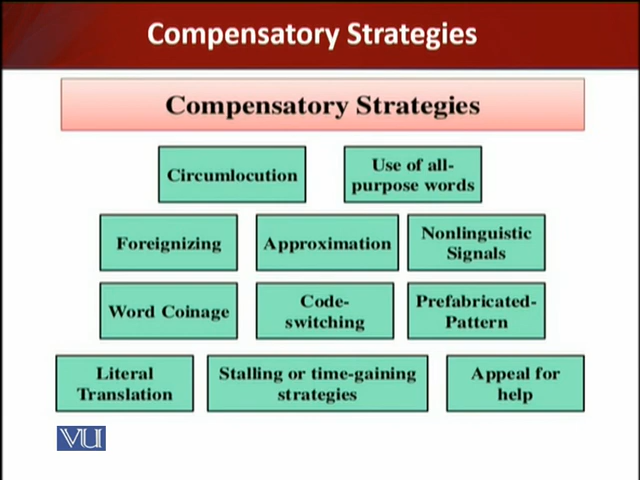 Compensatory Strategies
Compensatory Strategies
Circumlocution
Use of all-
purpose words
Foreignizing
Approximation
Nonlinguistic
Signals
Word Coinage
Code-
switching
Prefabricated-
Pattern
Literal
Translation
Stalling or time-gaining
strategies
Appeal for
help
VU